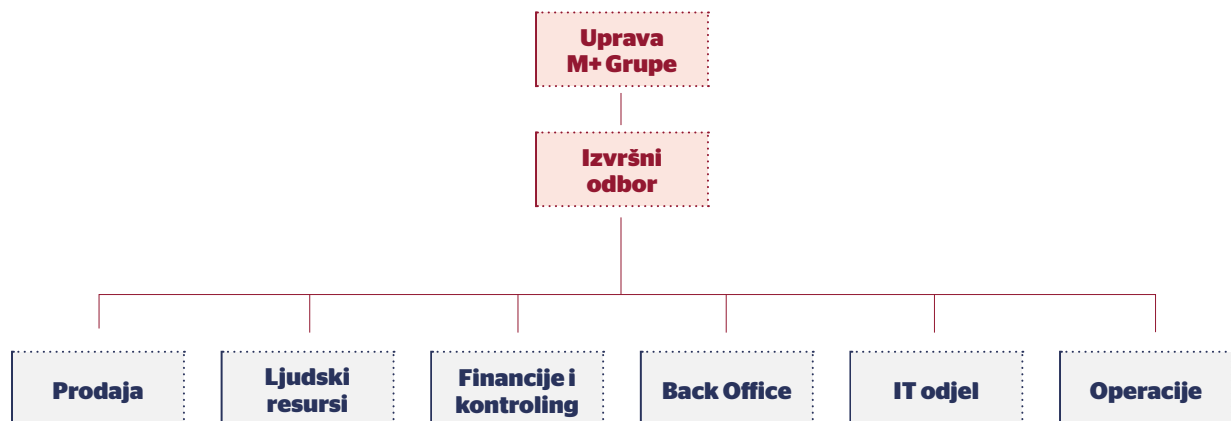 Uprava
M+ Grupe
Izvršni
odbor
Prodaja
Ljudski
resursi
Financije i
kontroling
Back Office
IT odjel
Operacije